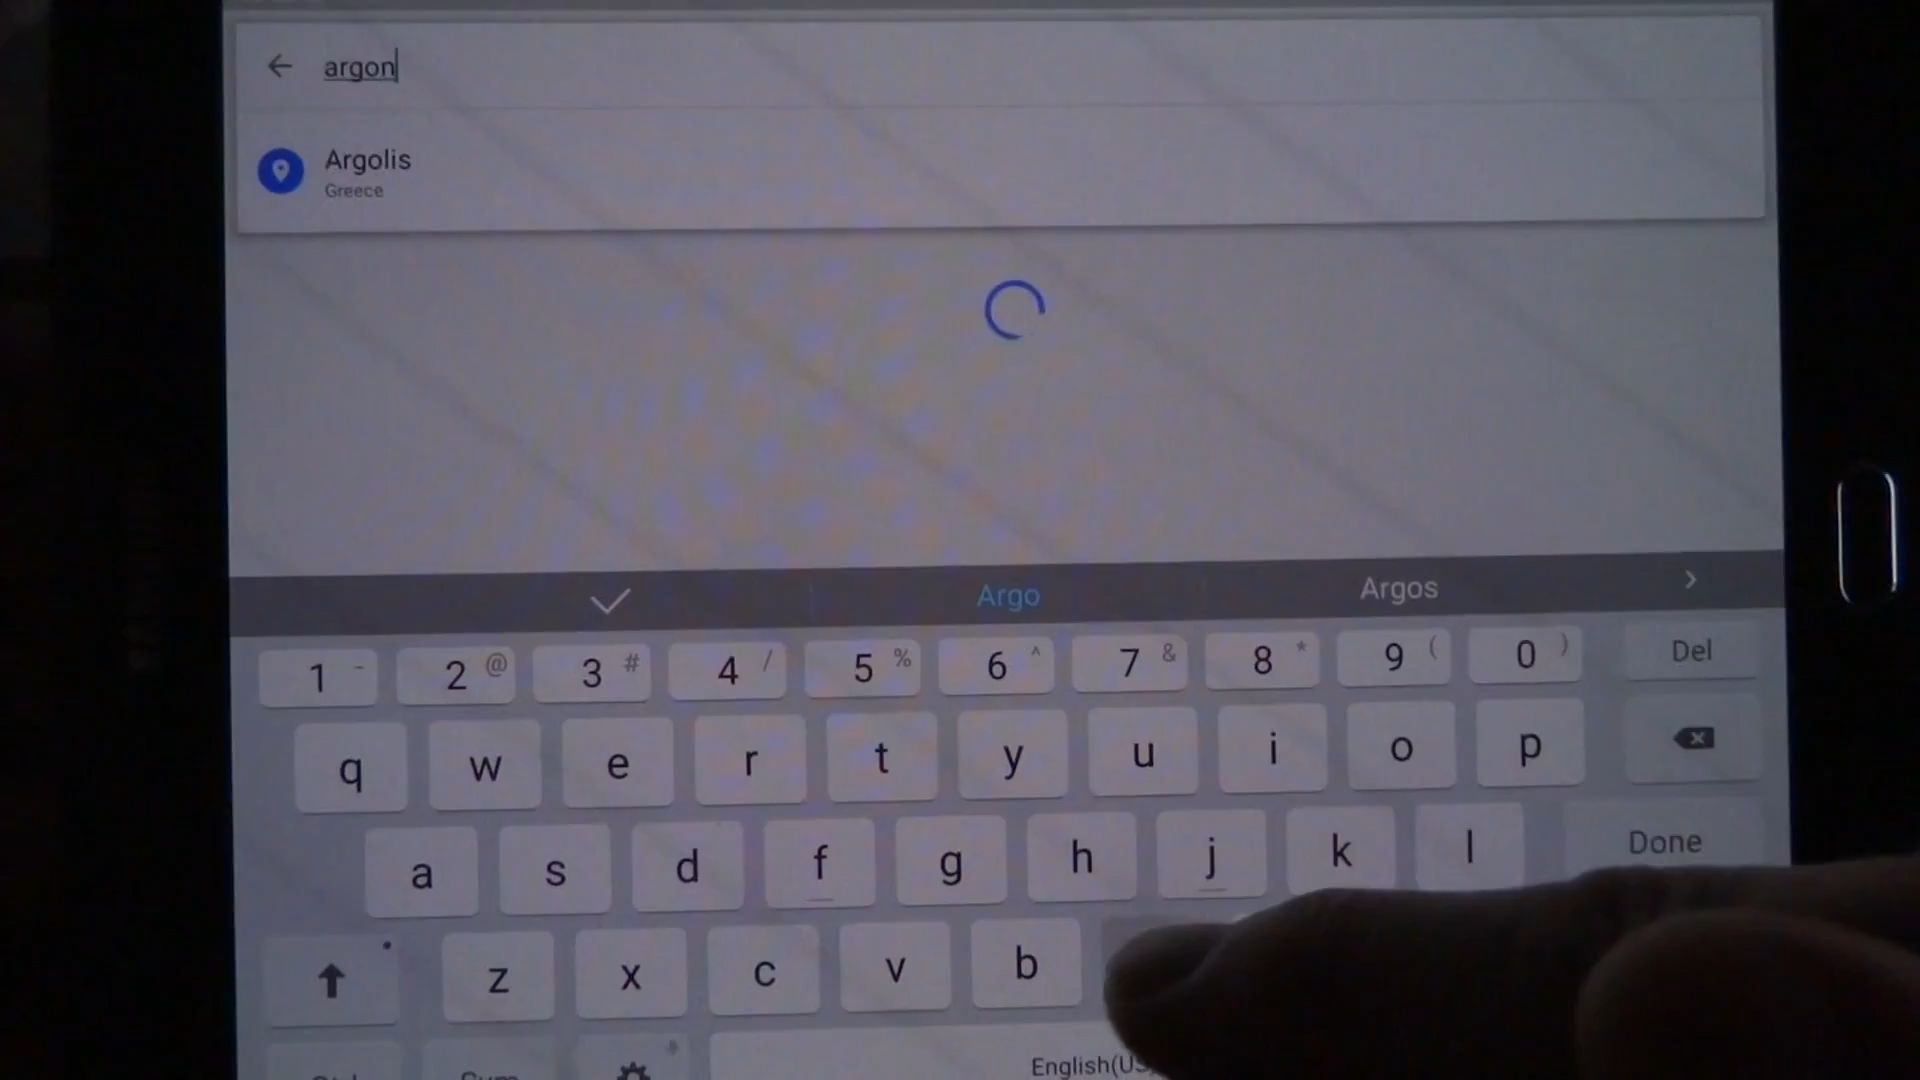 argon
Argolis
Greece
Argo Argos
1 - 2 @ 3 # 4 / 5 % 6 ^ 7 & 8 * 9 ( 0 ) Del
q w e r t y u i o p
a s d f g h j k l Done
z x c v b
English(US